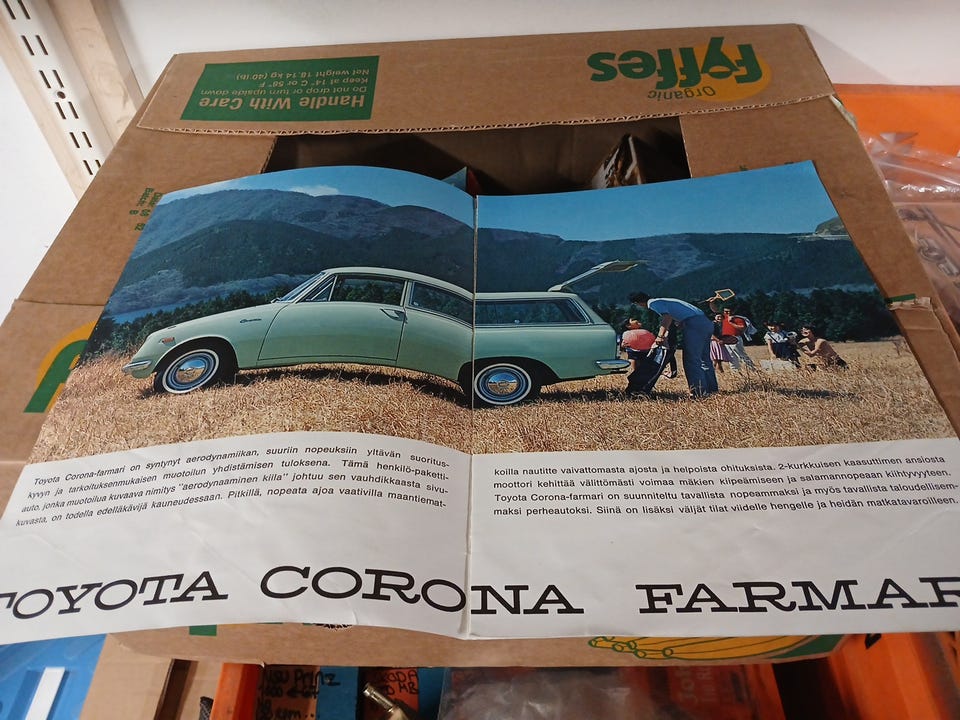 fyffes
Organic
Handle With Care
Do not drop or turn upside down
Keep at 14° C or 58° F
Net weight 18.14 kg (40 lb)
Corona
Toyota Corona-farmari on syntynyt aerodynamiikan, suuriin nopeuksiin yltävän suoritus-
kyvyn ja tarkoituksenmukaisen muotoilun yhdistämisen tuloksena. Tämä henkilö-paketti-
auto, jonka muotoilua kuvaava nimitys "aerodynaaminen kiila" johtuu sen vauhdikkaasta sivu-
kuvasta, on todella edelläkävijä kauneudessaan. Pitkillä, nopeata ajoa vaativilla maantiemat-
koilla nautitte vaivattomasta ajosta ja helpoista ohituksista. 2-kurkkuisen kaasuttimen ansiosta
moottori kehittää välittömästi voimaa mäkien kiipeämiseen ja salamannopeaan kiihtyvyyteen.
Toyota Corona-farmari on suunniteltu tavallista nopeammaksi ja myös tavallista taloudellisem-
maksi perheautoksi. Siinä on lisäksi väljät tilat viidelle hengelle ja heidän matkatavaroilleen.
TOYOTA CORONA FARMAR